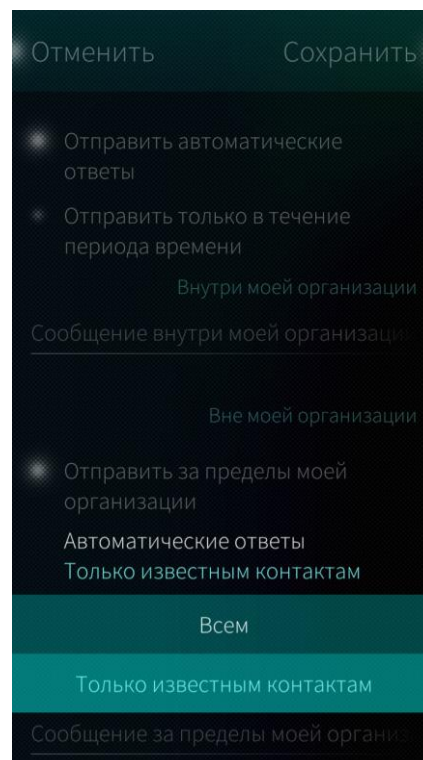 Отменить Сохранить
Отправить автоматические
ответы
Отправить только в течение
периода времени
Внутри моей организации
Сообщение внутри моей организаци
Вне моей организации
Отправить за пределы моей
организации
Автоматические ответы
Только известным контактам
Всем
Только известным контактам
Сообщение за пределы моей органи